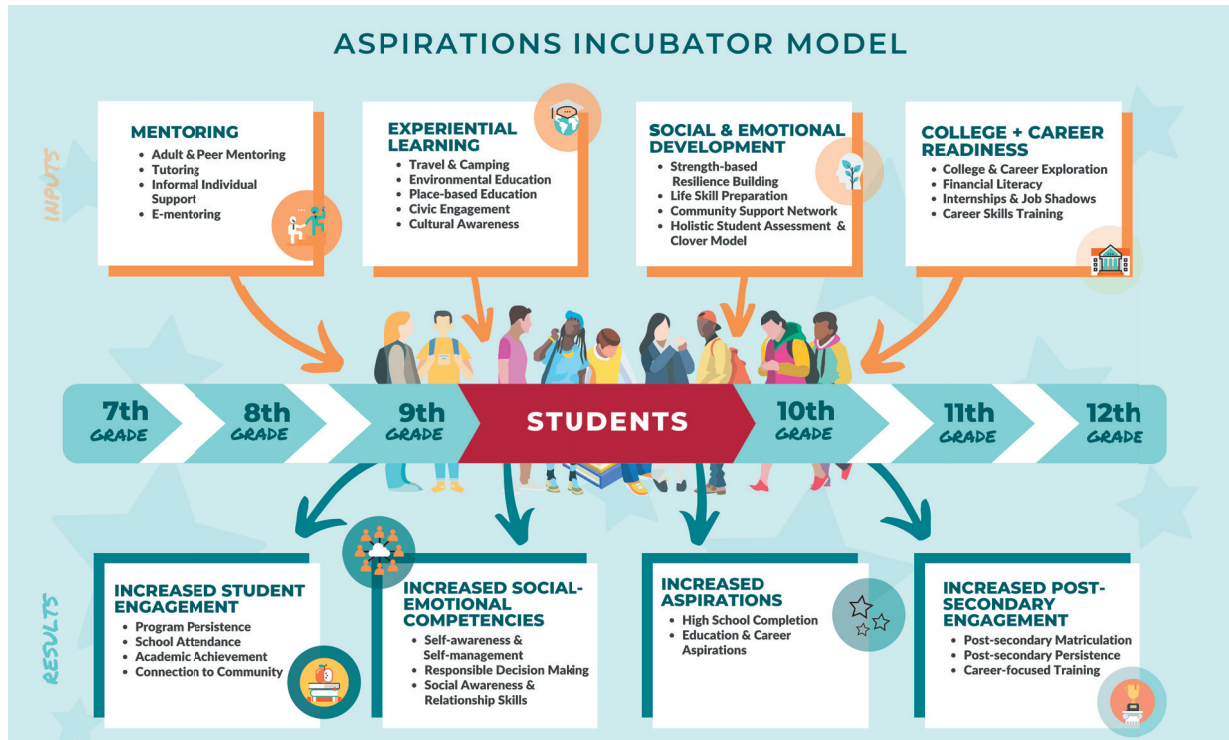 ASPIRATIONS INCUBATOR MODEL
INPUTS
MENTORING
• Adult & Peer Mentoring
• Tutoring
• Informal Individual
Support
• E-mentoring
EXPERIENTIAL
LEARNING
• Travel & Camping
• Environmental Education
• Place-based Education
• Civic Engagement
• Cultural Awareness
SOCIAL & EMOTIONAL
DEVELOPMENT
• Strength-based
Resilience Building
• Life Skill Preparation
• Community Support Network
• Holistic Student Assessment &
Clover Model
COLLEGE + CAREER
READINESS
• College & Career Exploration
• Financial Literacy
• Internships & Job Shadows
• Career Skills Training
7th
GRADE
8th
GRADE
9th
GRADE
STUDENTS
10th
GRADE
11th
GRADE
12th
GRADE
RESULTS
INCREASED STUDENT
ENGAGEMENT
• Program Persistence
• School Attendance
• Academic Achievement
• Connection to Community
INCREASED SOCIAL-
EMOTIONAL
COMPETENCIES
• Self-awareness &
Self-management
• Responsible Decision Making
• Social Awareness &
Relationship Skills
INCREASED
ASPIRATIONS
• High School Completion
• Education & Career
Aspirations
INCREASED POST-
SECONDARY
ENGAGEMENT
• Post-secondary Matriculation
• Post-secondary Persistence
• Career-focused Training